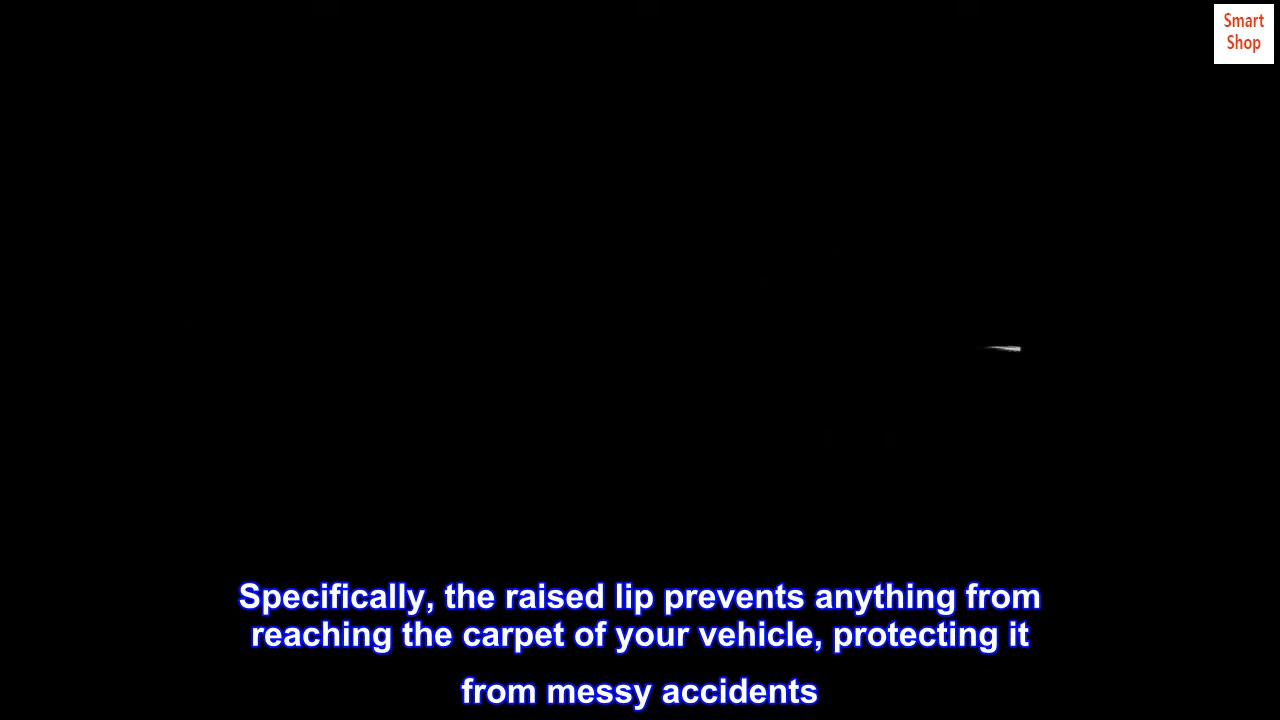 Smart
Shop
Specifically, the raised lip prevents anything from
reaching the carpet of your vehicle, protecting it
from messy accidents